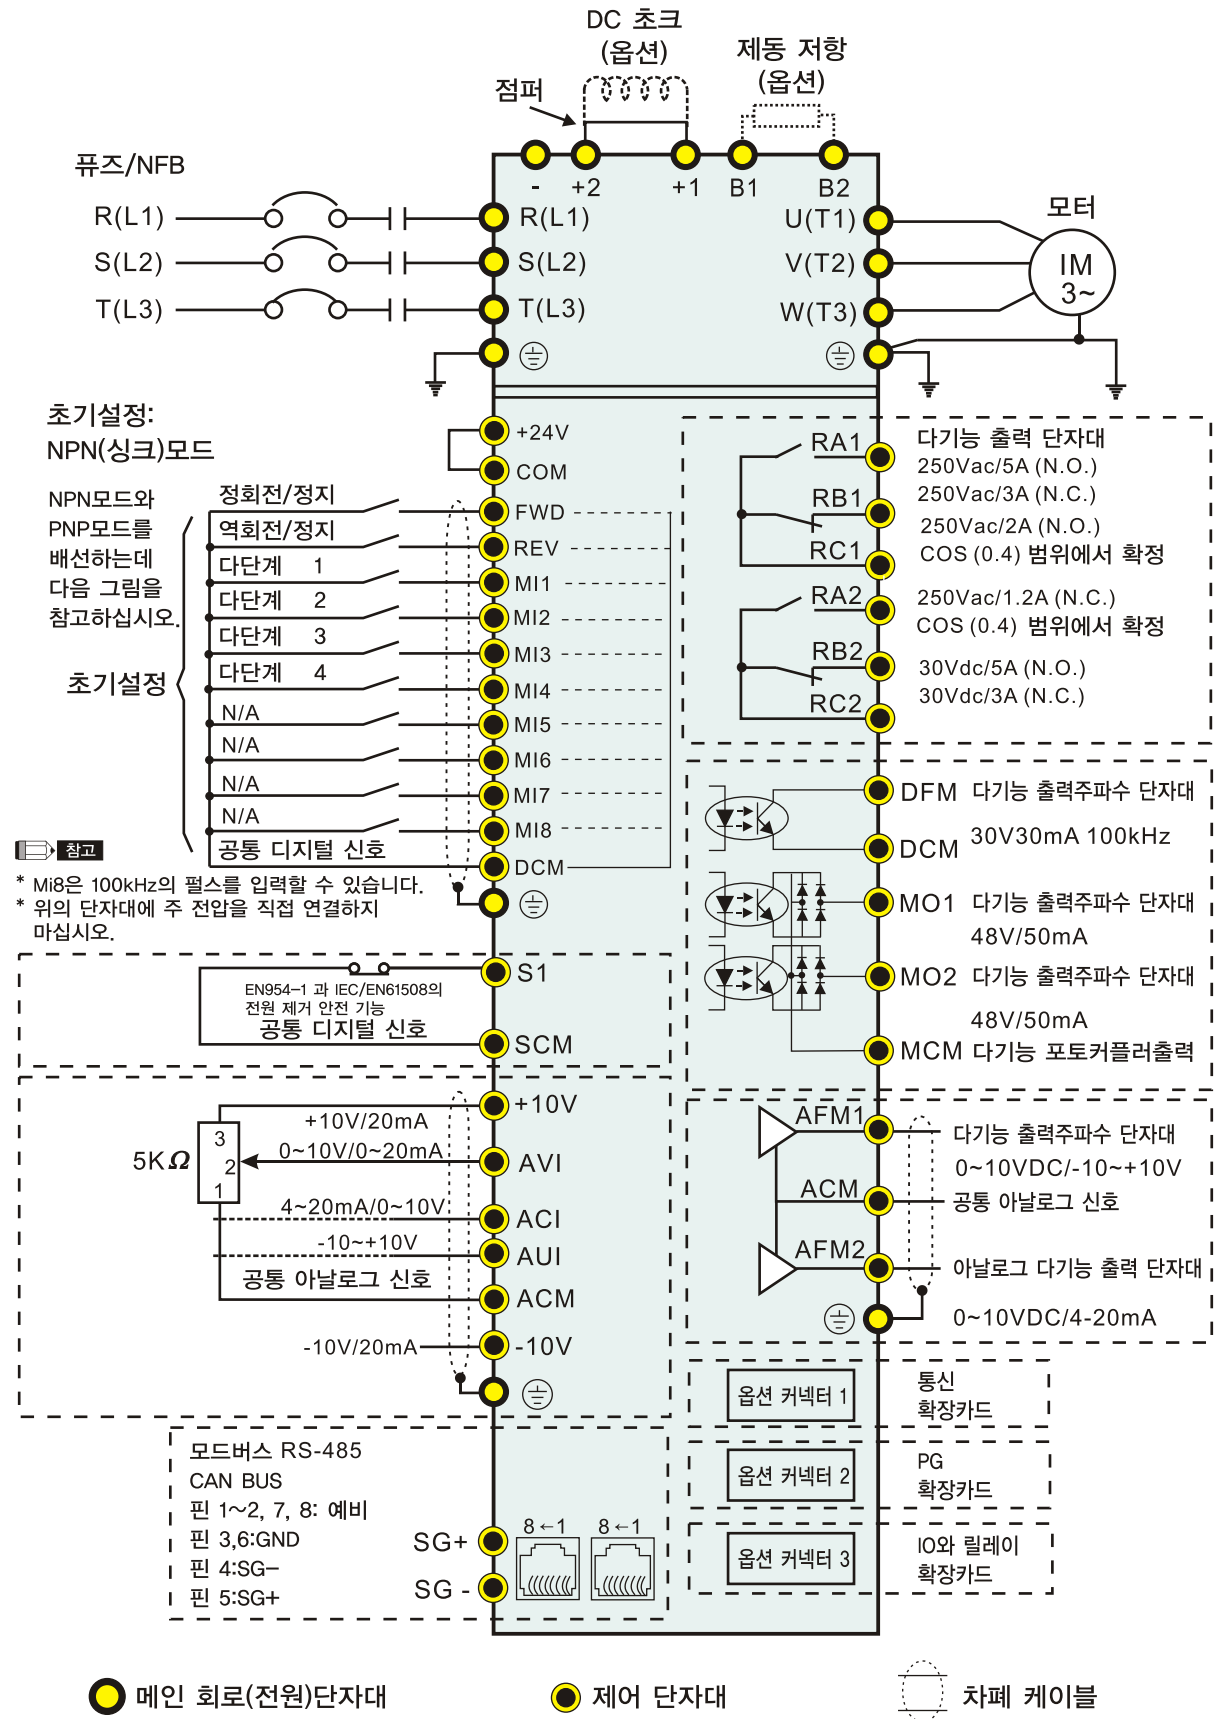 DC 초크
(옵션)
제동 저항
(옵션)
점퍼
퓨즈/NFB
- +2 +1 B1 B2
R(L1) R(L1) U(T1)
S(L2) S(L2) V(T2)
T(L3) T(L3) W(T3)
모터
IM
3~
초기설정:
NPN(싱크)모드
NPN모드와
PNP모드를
배선하는데
다음 그림을
참고하십시오.
초기설정
+24V
COM
정회전/정지 FWD
역회전/정지 REV
다단계 1 MI1
다단계 2 MI2
다단계 3 MI3
다단계 4 MI4
N/A MI5
N/A MI6
N/A MI7
N/A MI8
공통 디지털 신호 DCM
참고
* Mi8은 100kHz의 펄스를 입력할 수 있습니다.
* 위의 단자대에 주 전압을 직접 연결하지
마십시오.
RA1
RB1
RC1
RA2
RB2
RC2
다기능 출력 단자대
250Vac/5A (N.O.)
250Vac/3A (N.C.)
250Vac/2A (N.O.)
COS (0.4) 범위에서 확정
250Vac/1.2A (N.C.)
COS (0.4) 범위에서 확정
30Vdc/5A (N.O.)
30Vdc/3A (N.C.)
DFM 다기능 출력주파수 단자대
DCM 30V30mA 100kHz
MO1 다기능 출력주파수 단자대
48V/50mA
MO2 다기능 출력주파수 단자대
48V/50mA
MCM 다기능 포토커플러출력
S1
EN954-1 과 IEC/EN61508의
전원 제거 안전 기능
공통 디지털 신호
SCM
+10V
+10V/20mA
5KΩ
3
2
1
0~10V/0~20mA AVI
4~20mA/0~10V ACI
-10~+10V AUI
공통 아날로그 신호 ACM
-10V/20mA -10V
AFM1 다기능 출력주파수 단자대
0~10VDC/-10~+10V
ACM 공통 아날로그 신호
AFM2 아날로그 다기능 출력 단자대
0~10VDC/4-20mA
옵션 커넥터 1
통신
확장카드
옵션 커넥터 2
PG
확장카드
옵션 커넥터 3
IO와 릴레이
확장카드
모드버스 RS-485
CAN BUS
핀 1~2, 7, 8: 예비
핀 3,6:GND
핀 4:SG-
핀 5:SG+
SG+
SG -
8←1 8←1
메인 회로(전원)단자대
제어 단자대
차폐 케이블